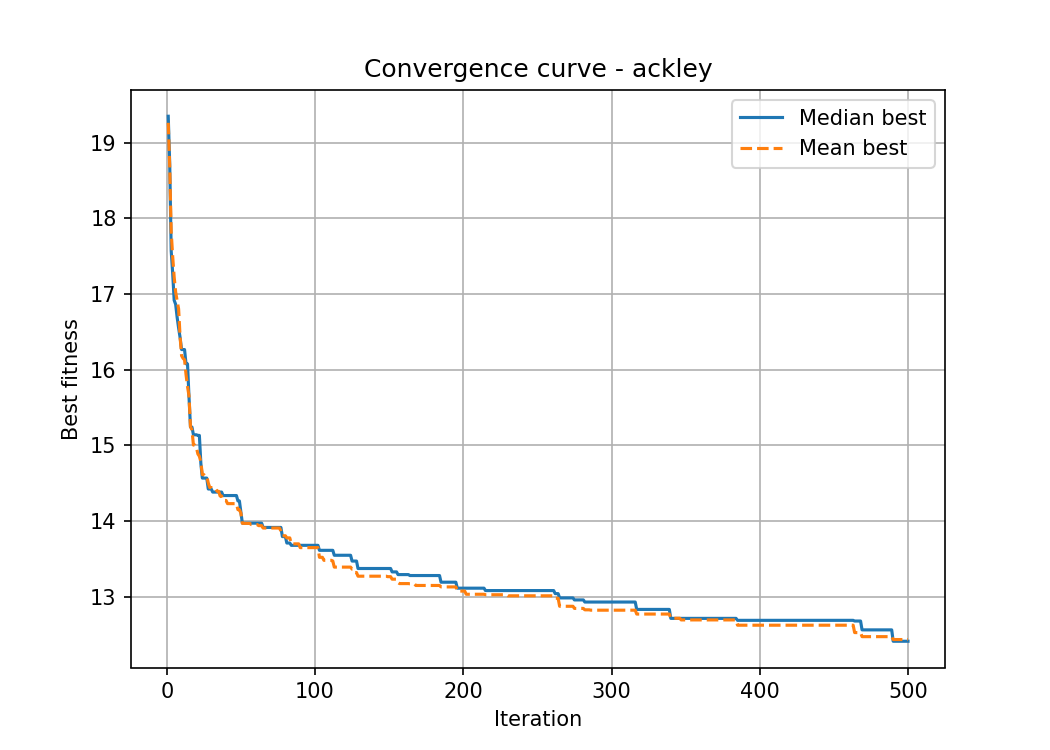 Convergence curve - ackley
Median best
Mean best
Best fitness
19
18
17
16
15
14
13
0
100
200
300
400
500
Iteration